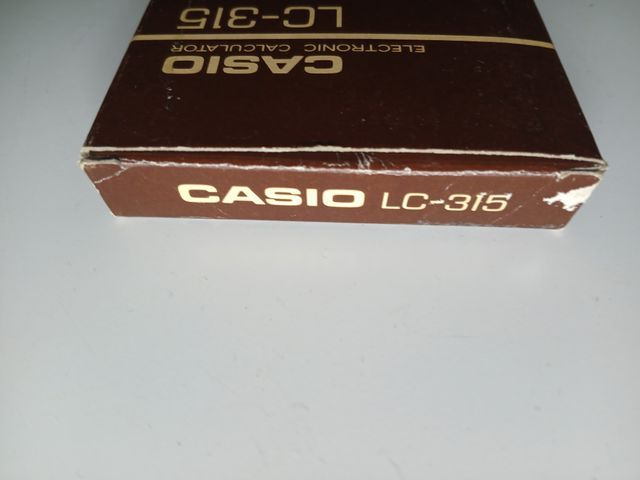 LC-315
ELECTRONIC CALCULATOR
CASIO
CASIO LC-315